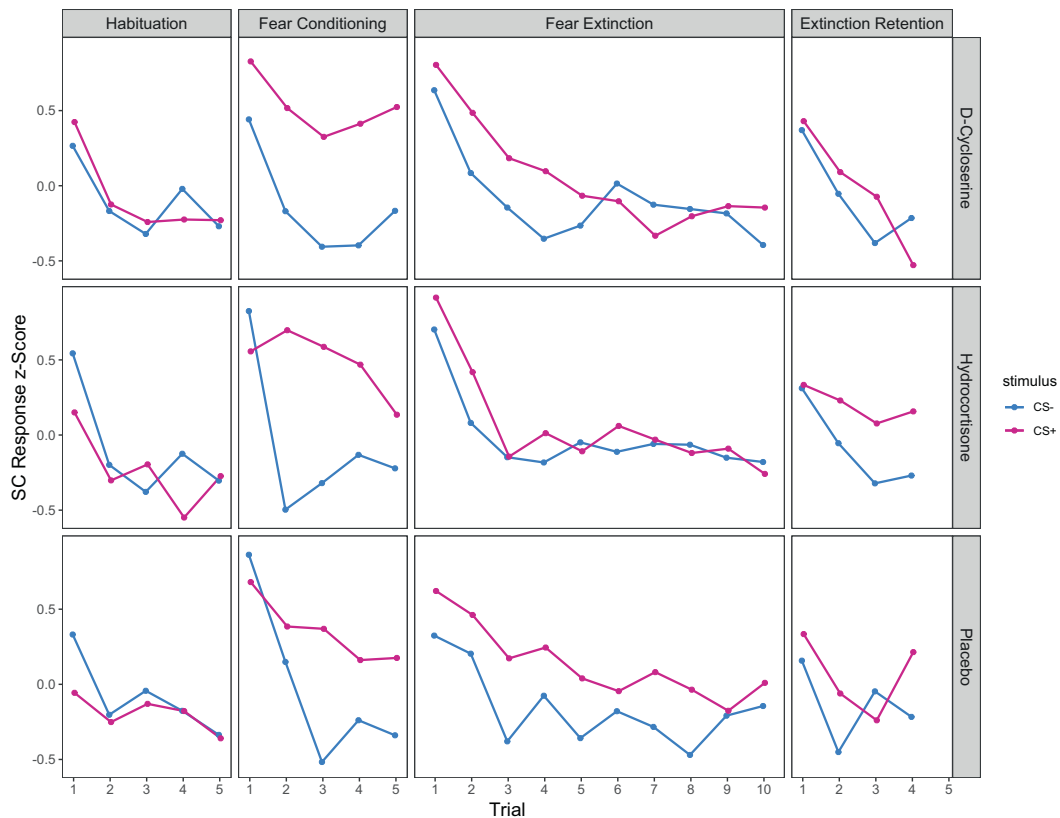 Habituation
Fear Conditioning
Fear Extinction
Extinction Retention
0.5
0.0
-0.5
D-Cycloserine
0.5
0.0
-0.5
Hydrocortisone
0.5
0.0
-0.5
Placebo
SC Response z-Score
1 2 3 4 5
1 2 3 4 5
1 2 3 4 5 6 7 8 9 10
1 2 3 4 5
Trial
stimulus
CS-
CS+